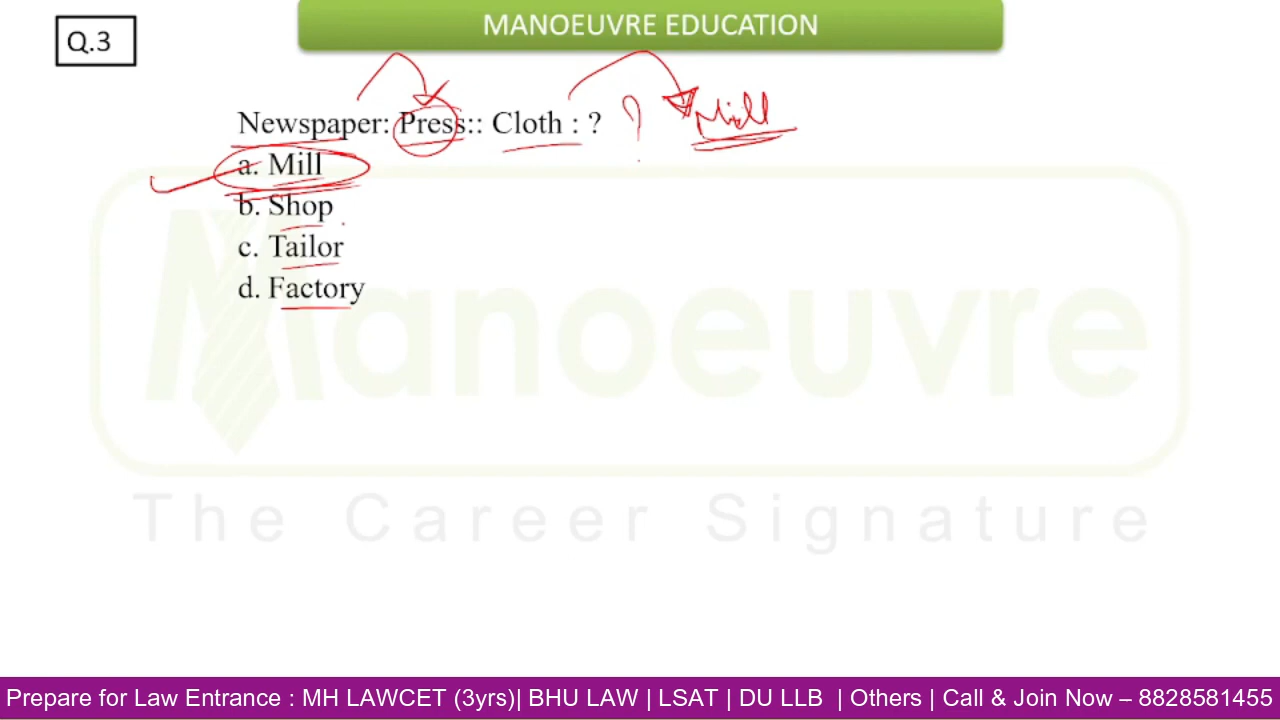 Q.3
MANOEUVRE EDUCATION
Newspaper: Press:: Cloth : ? ? Mill
a. Mill
b. Shop
c. Tailor
d. Factory
Manoeuvre
The Career Signature
Prepare for Law Entrance : MH LAWCET (3yrs)| BHU LAW | LSAT | DU LLB | Others | Call & Join Now – 8828581455